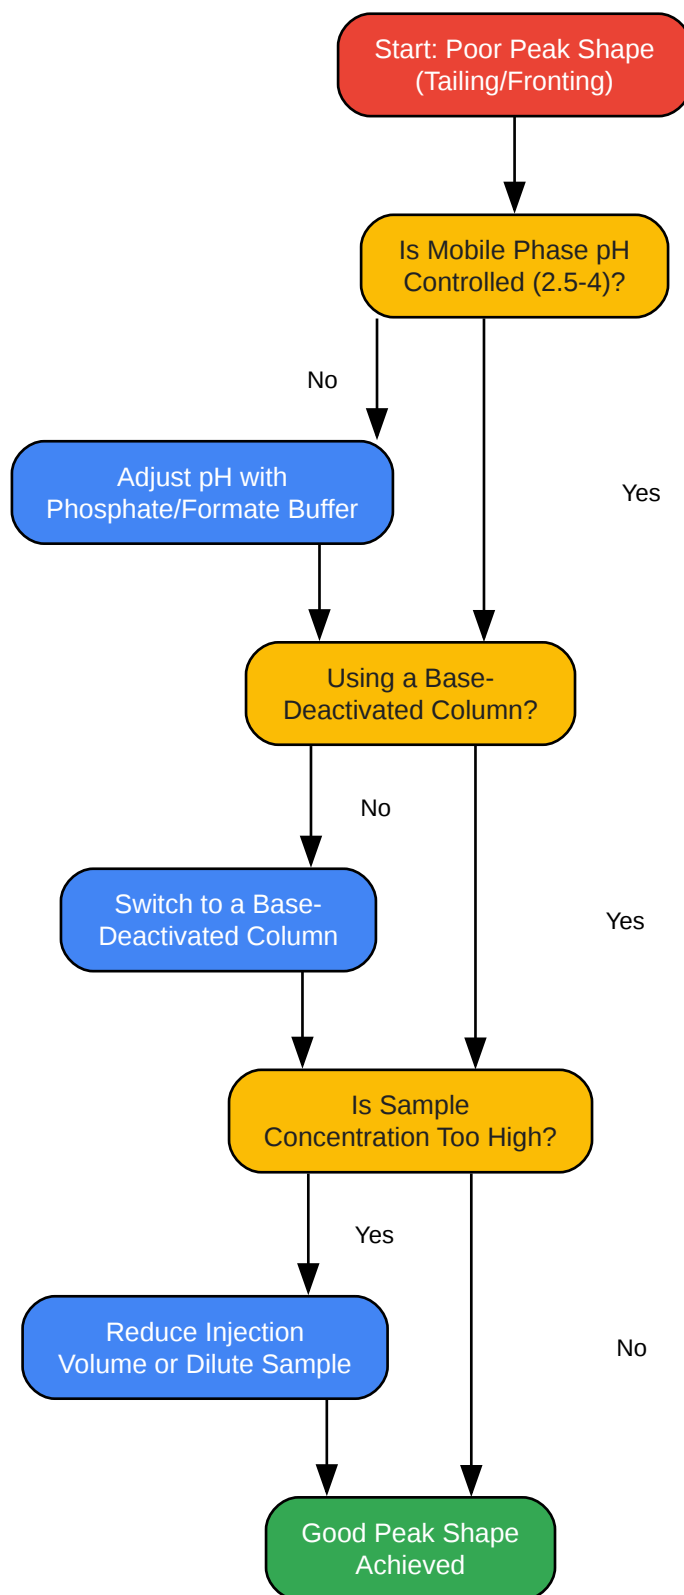 Start: Poor Peak Shape
(Tailing/Fronting)
Is Mobile Phase pH
Controlled (2.5-4)?
No
Adjust pH with
Phosphate/Formate Buffer
Yes
Using a Base-
Deactivated Column?
No
Switch to a Base-
Deactivated Column
Yes
Is Sample
Concentration Too High?
Yes
Reduce Injection
Volume or Dilute Sample
No
Good Peak Shape
Achieved